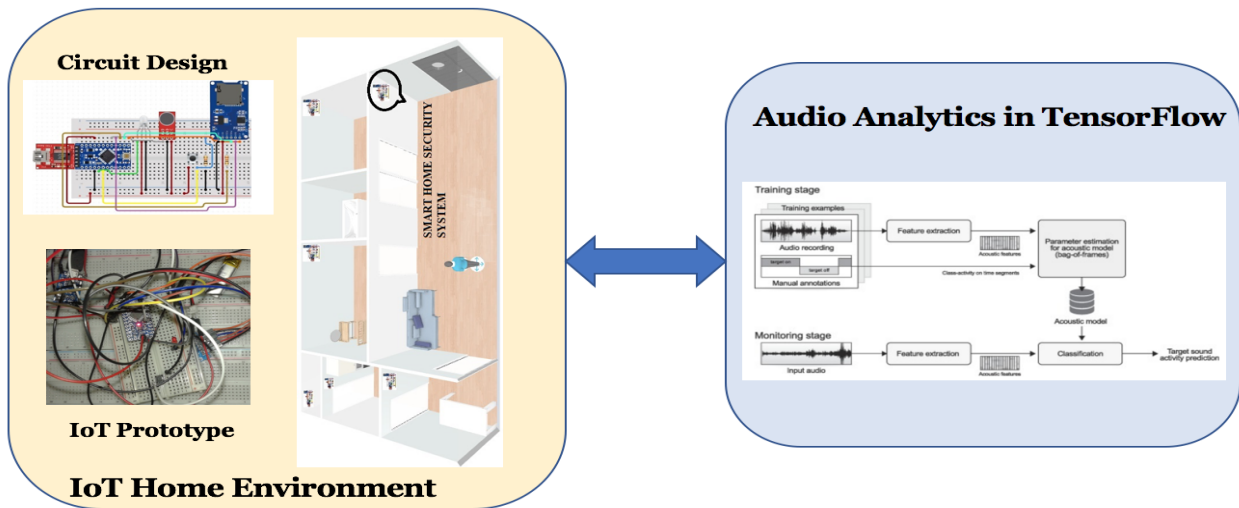 Circuit Design
IoT Prototype
SMART HOME SECURITY
SYSTEM
IoT Home Environment
Audio Analytics in TensorFlow
Training stage
Training examples
Audio recording
target on
target off
Manual annotations
Feature extraction
Acoustic features
Class-activity on time segments
Parameter estimation
for acoustic model
(bag-of-frames)
Acoustic model
Monitoring stage
Input audio
Feature extraction
Acoustic features
Classification
Target sound
activity prediction